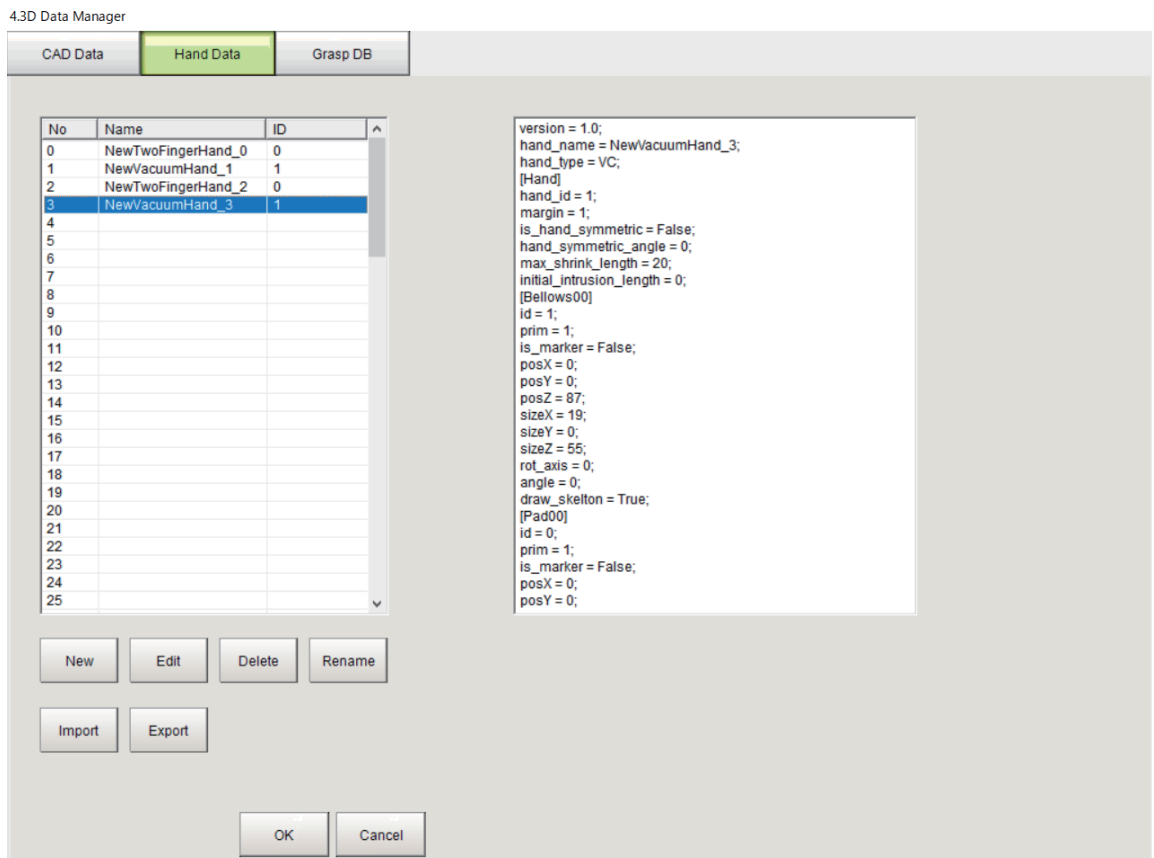 4.3D Data Manager
CAD Data Hand Data Grasp DB
No Name ID
0 NewTwoFingerHand_0 0
1 NewVacuumHand_1 1
2 NewTwoFingerHand_2 0
3 NewVacuumHand_3 1
4
5
6
7
8
9
10
11
12
13
14
15
16
17
18
19
20
21
22
23
24
25
version = 1.0;
hand_name = NewVacuumHand_3;
hand_type = VC;
[Hand]
hand_id = 1;
margin = 1;
is_hand_symmetric = False;
hand_symmetric_angle = 0;
max_shrink_length = 20;
initial_intrusion_length = 0;
[Bellows00]
id = 1;
prim = 1;
is_marker = False;
posX = 0;
posY = 0;
posZ = 87;
sizeX = 19;
sizeY = 0;
sizeZ = 55;
rot_axis = 0;
angle = 0;
draw_skelton = True;
[Pad00]
id = 0;
prim = 1;
is_marker = False;
posX = 0;
posY = 0;
New Edit Delete Rename
Import Export
OK Cancel